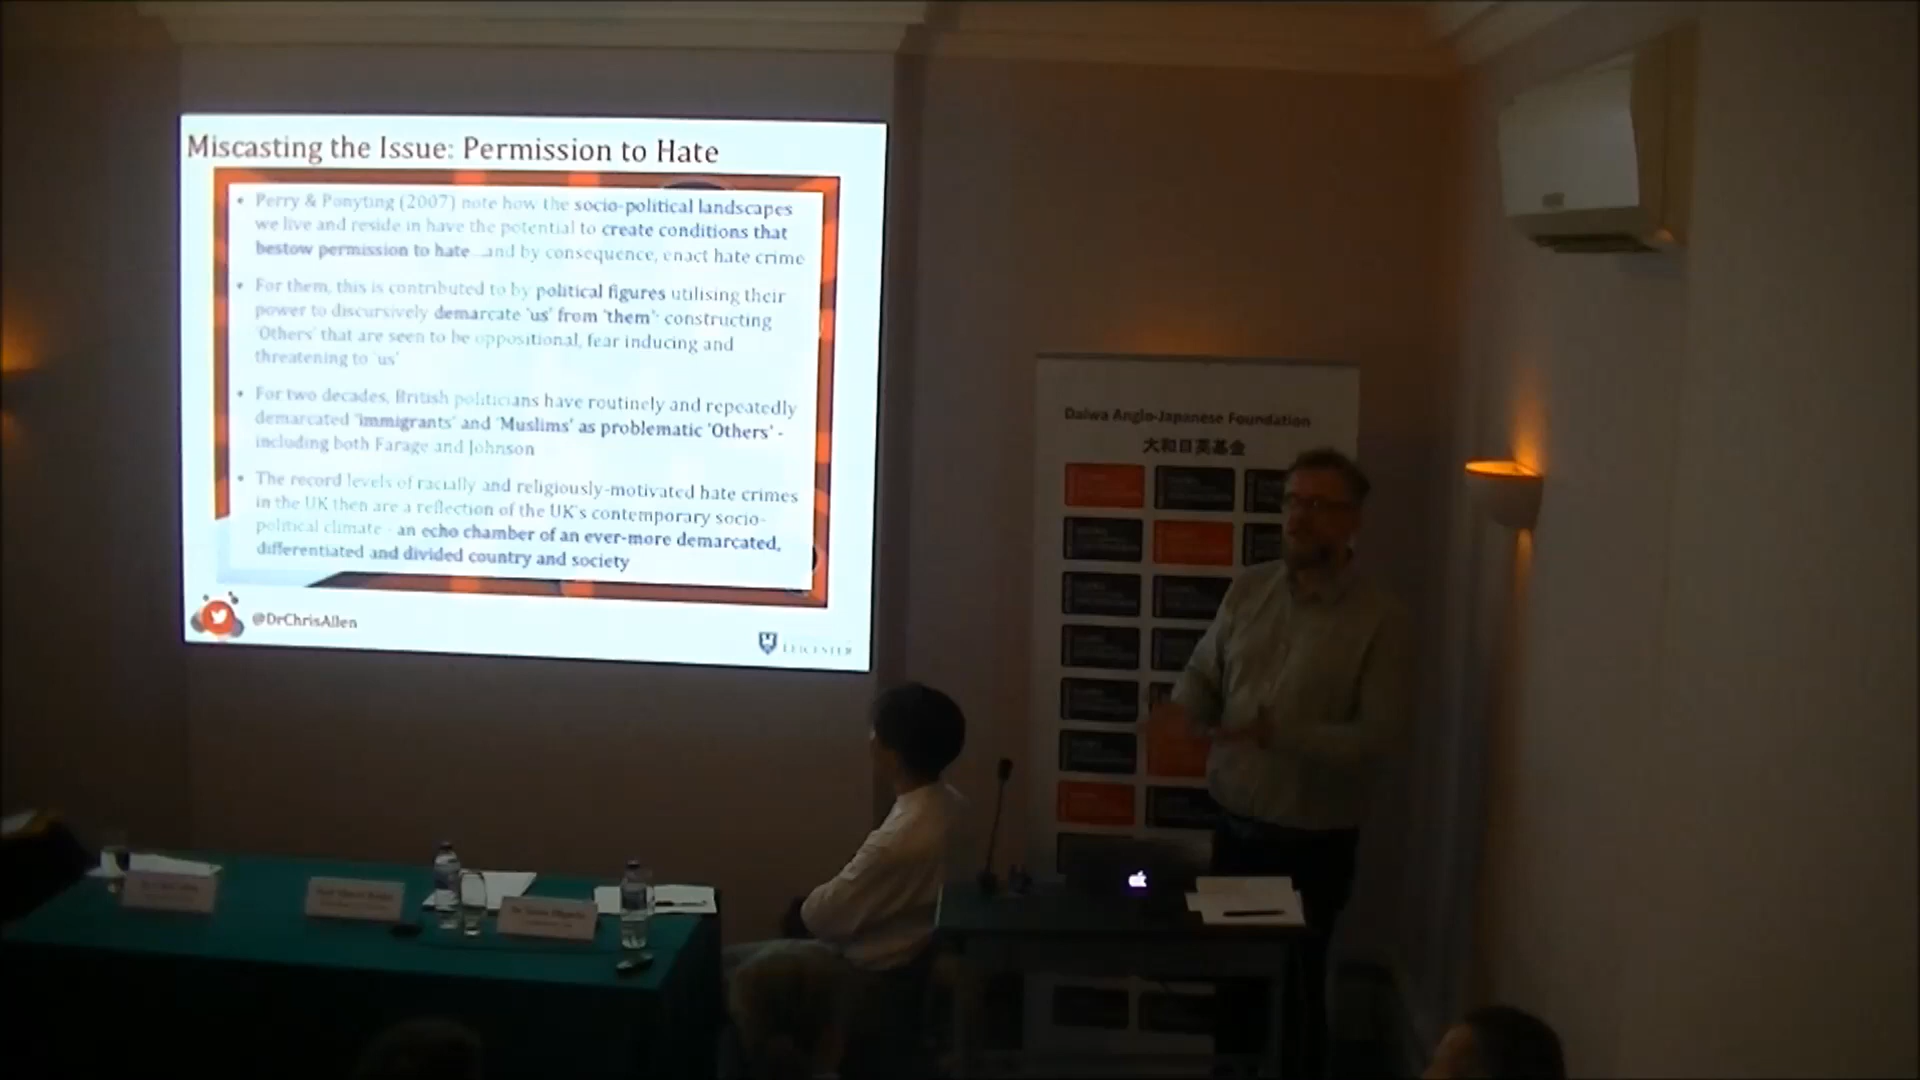 Miscasting the Issue: Permission to Hate
• Perry & Ponyting (2007) note how the socio-political landscapes
we live and reside in have the potential to create conditions that
bestow permission to hate ...and by consequence, enact hate crime
• For them, this is contributed to by political figures utilising their
power to discursively demarcate 'us' from 'them'- constructing
'Others' that are seen to be oppositional, fear inducing and
threatening to 'us'
• For two decades, British politicians have routinely and repeatedly
demarcated 'immigrants' and 'Muslims' as problematic 'Others' -
including both Farage and Johnson
• The record levels of racially and religiously-motivated hate crimes
in the UK then are a reflection of the UK's contemporary socio-
political climate - an echo chamber of an ever-more demarcated,
differentiated and divided country and society
@DrChrisAllen
LEICESTER
Daiwa Anglo-Japanese Foundation
大和日英基金